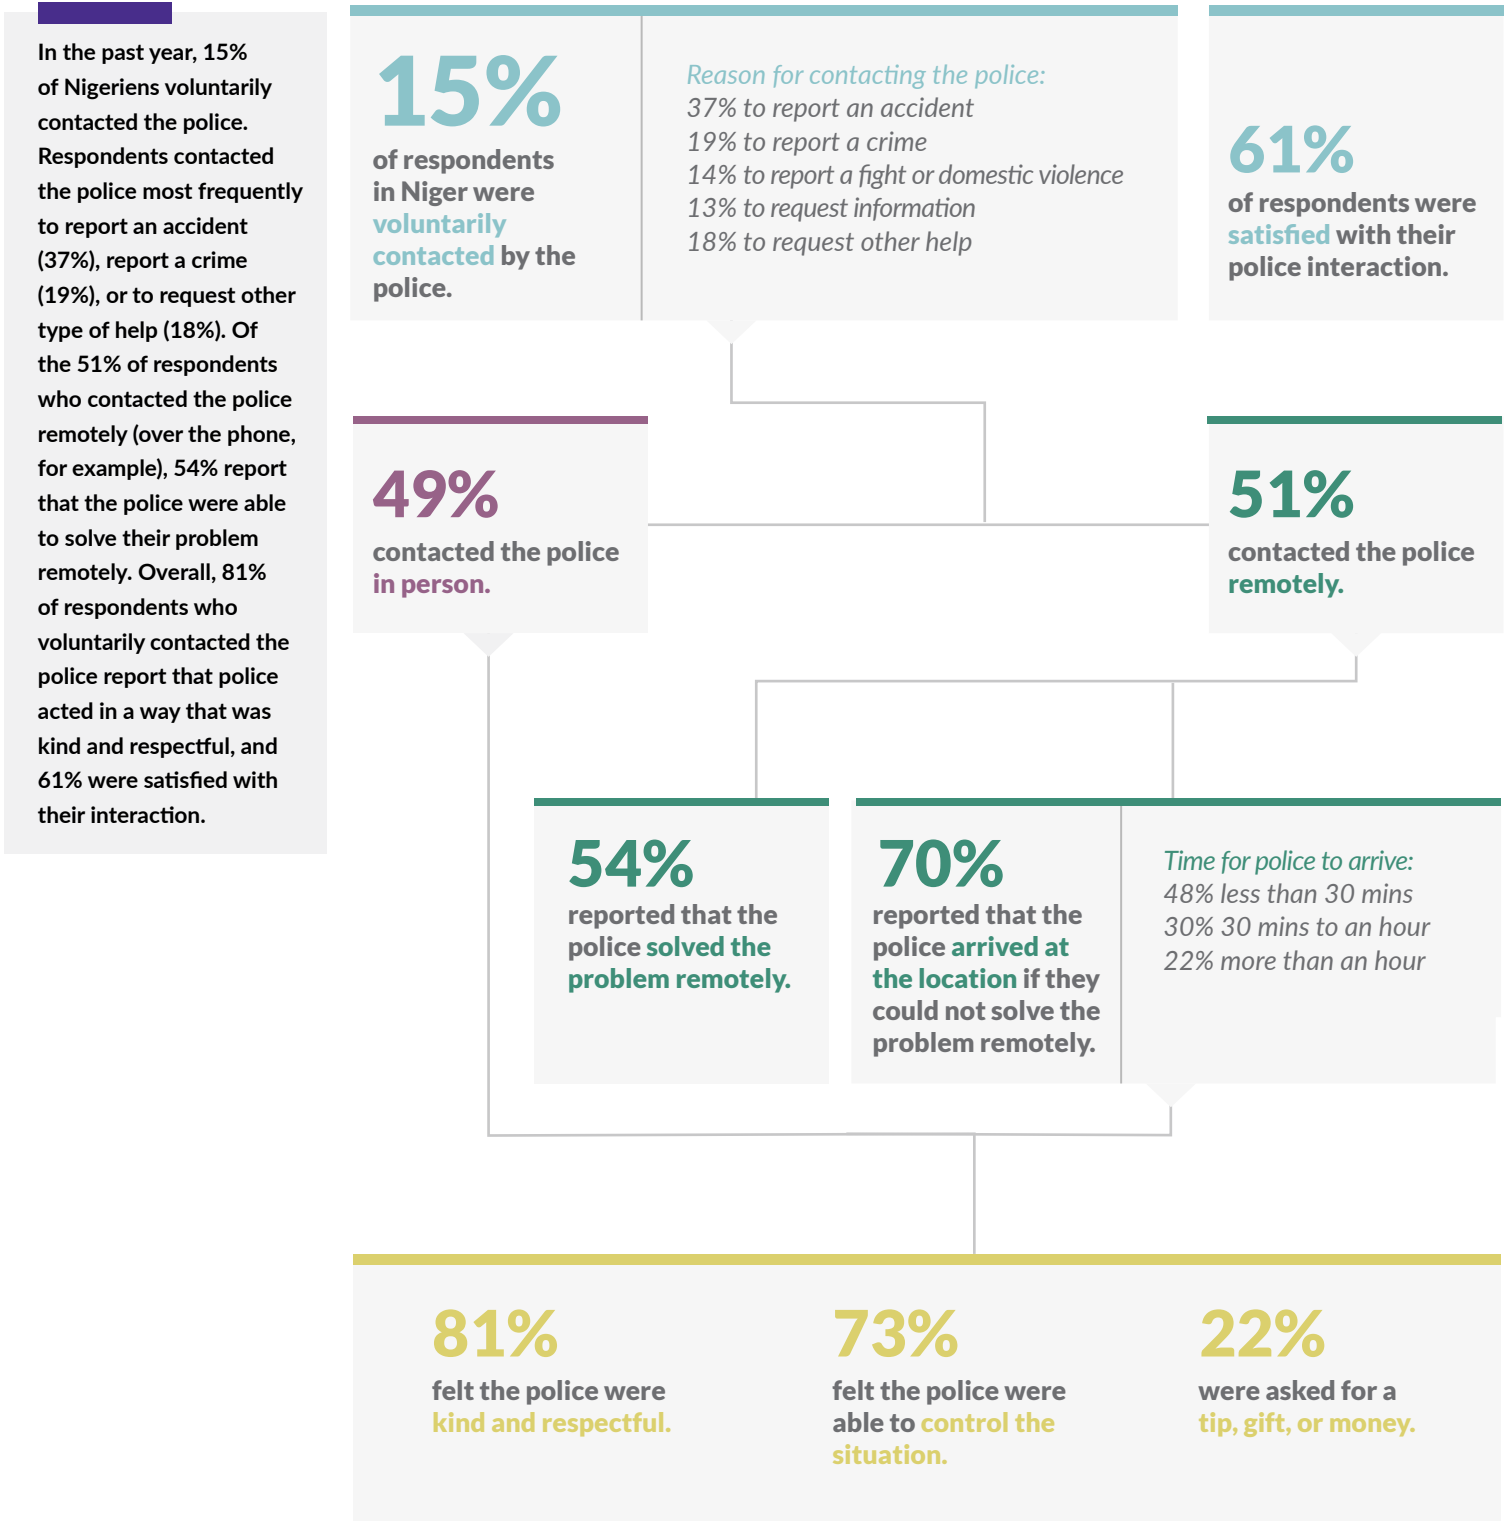 In the past year, 15%
of Nigeriens voluntarily
contacted the police.
Respondents contacted
the police most frequently
to report an accident
(37%), report a crime
(19%), or to request other
type of help (18%). Of
the 51% of respondents
who contacted the police
remotely (over the phone,
for example), 54% report
that the police were able
to solve their problem
remotely. Overall, 81%
of respondents who
voluntarily contacted the
police report that police
acted in a way that was
kind and respectful, and
61% were satisfied with
their interaction.
15%
of respondents
in Niger were
voluntarily
contacted by the
police.
Reason for contacting the police:
37% to report an accident
19% to report a crime
14% to report a fight or domestic violence
13% to request information
18% to request other help
61%
of respondents were
satisfied with their
police interaction.
49%
contacted the police
in person.
51%
contacted the police
remotely.
54%
reported that the
police solved the
problem remotely.
70%
reported that the
police arrived at
the location if they
could not solve the
problem remotely.
Time for police to arrive:
48% less than 30 mins
30% 30 mins to an hour
22% more than an hour
81%
felt the police were
kind and respectful.
73%
felt the police were
able to control the
situation.
22%
were asked for a
tip, gift, or money.